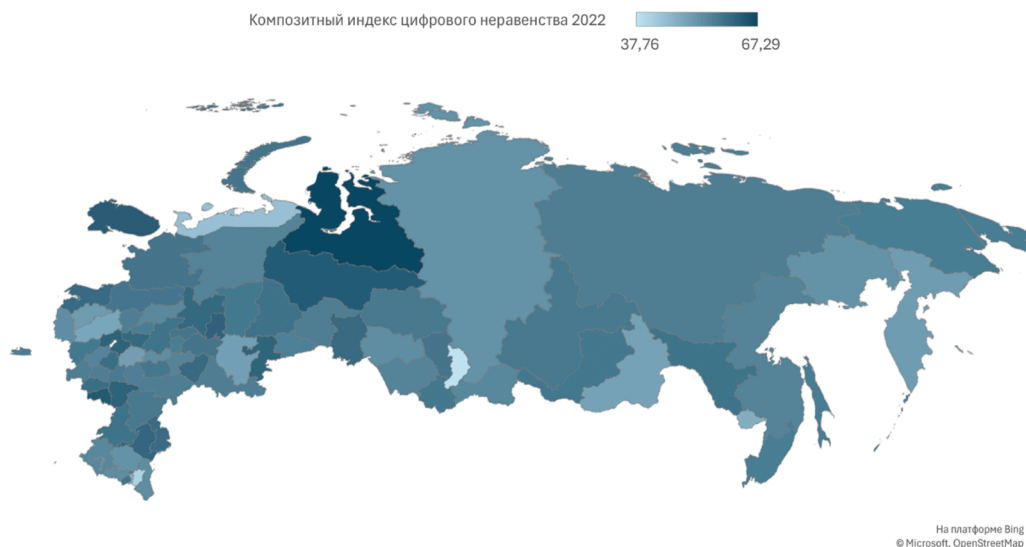 Композитный индекс цифрового неравенства 2022
37,76 67,29
На платформе Bing
© Microsoft, OpenStreetMap